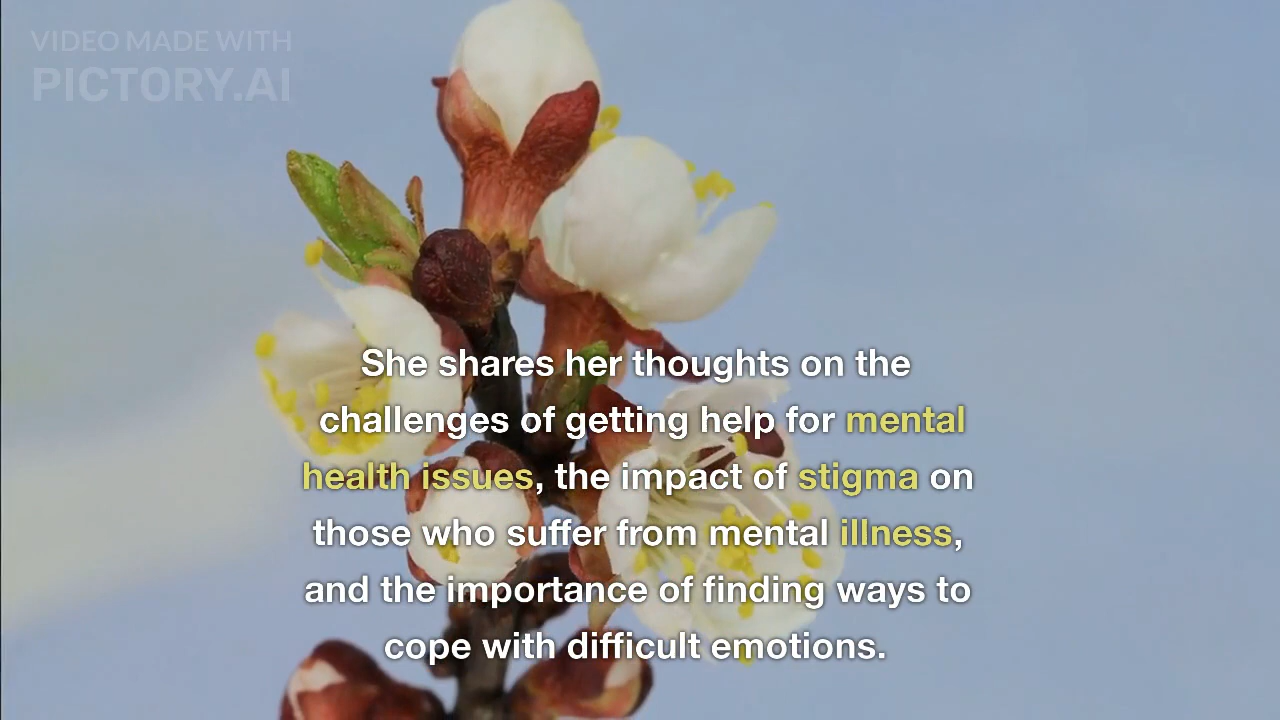 VIDEO MADE WITH
PICTORY.AI
She shares her thoughts on the
challenges of getting help for mental
health issues, the impact of stigma on
those who suffer from mental illness,
and the importance of finding ways to
cope with difficult emotions.